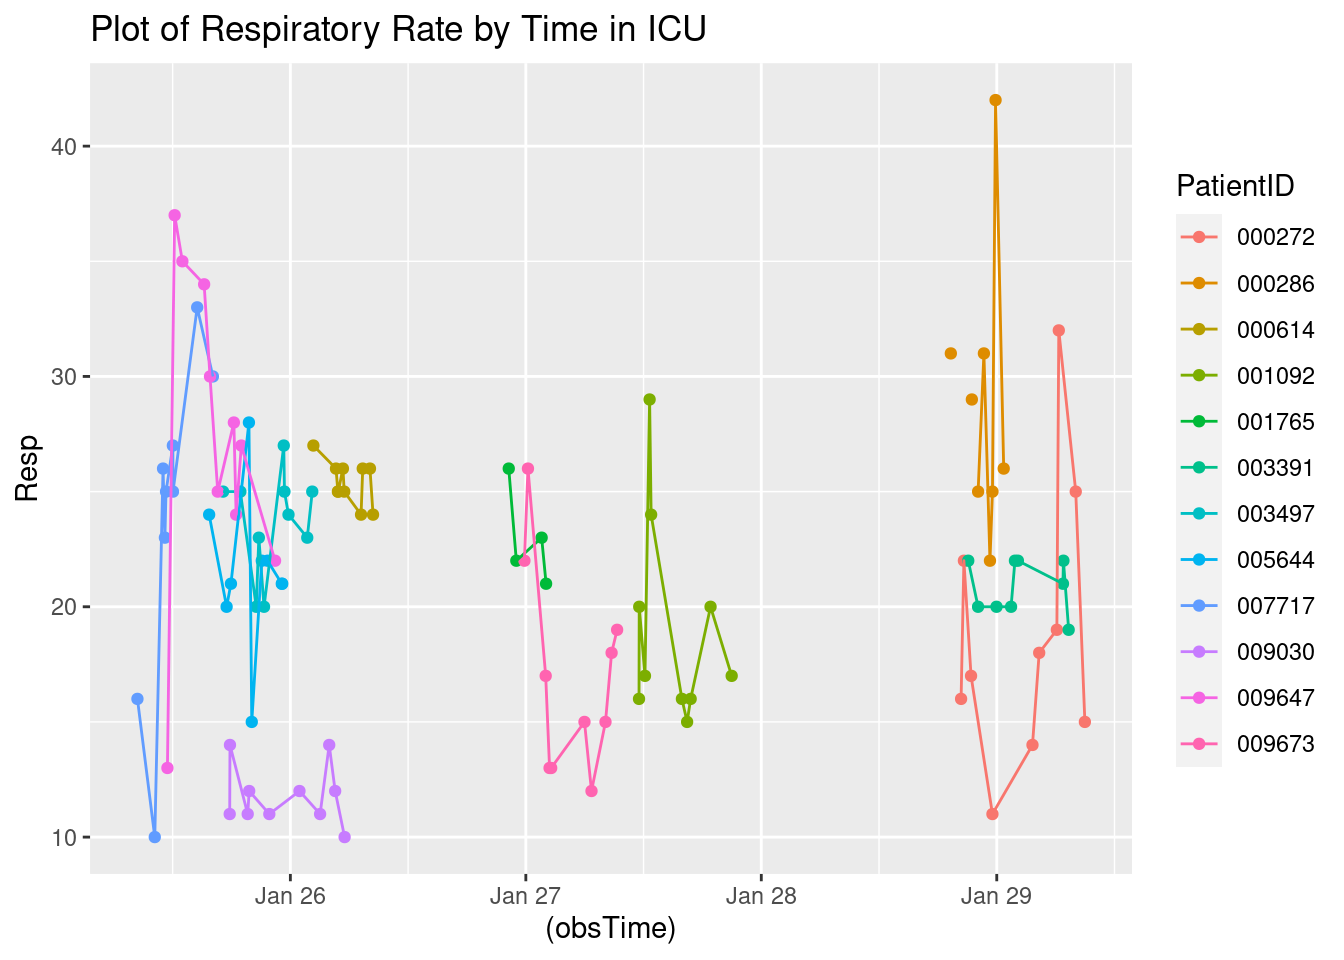 Plot of Respiratory Rate by Time in ICU
40
30
20
10
Resp
Jan 26
Jan 27
Jan 28
Jan 29
(obsTime)
PatientID
000272
000286
000614
001092
001765
003391
003497
005644
007717
009030
009647
009673